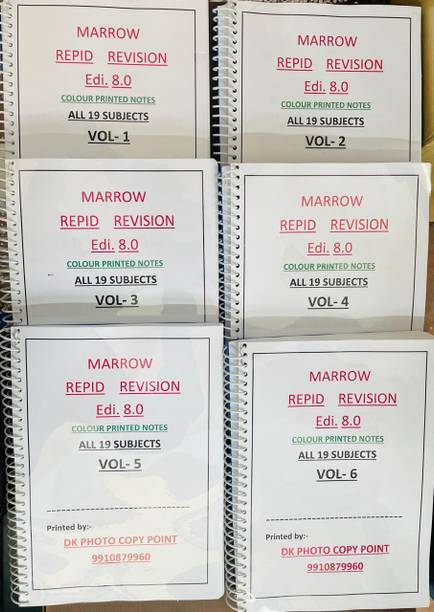 MARROW
REPID REVISION
Edi. 8.0
COLOUR PRINTED NOTES
ALL 19 SUBJECTS
VOL- 1
MARROW
REPID REVISION
Edi. 8.0
COLOUR PRINTED NOTES
ALL 19 SUBJECTS
VOL- 2
MARROW
REPID REVISION
Edi. 8.0
COLOUR PRINTED NOTES
ALL 19 SUBJECTS
VOL- 3
MARROW
REPID REVISION
Edi. 8.0
COLOUR PRINTED NOTES
ALL 19 SUBJECTS
VOL- 4
MARROW
REPID REVISION
Edi. 8.0
COLOUR PRINTED NOTES
ALL 19 SUBJECTS
VOL- 5
Printed by:-
DK PHOTO COPY POINT
9910879960
MARROW
REPID REVISION
Edi. 8.0
COLOUR PRINTED NOTES
ALL 19 SUBJECTS
VOL- 6
Printed by:-
DK PHOTO COPY POINT
9910879960